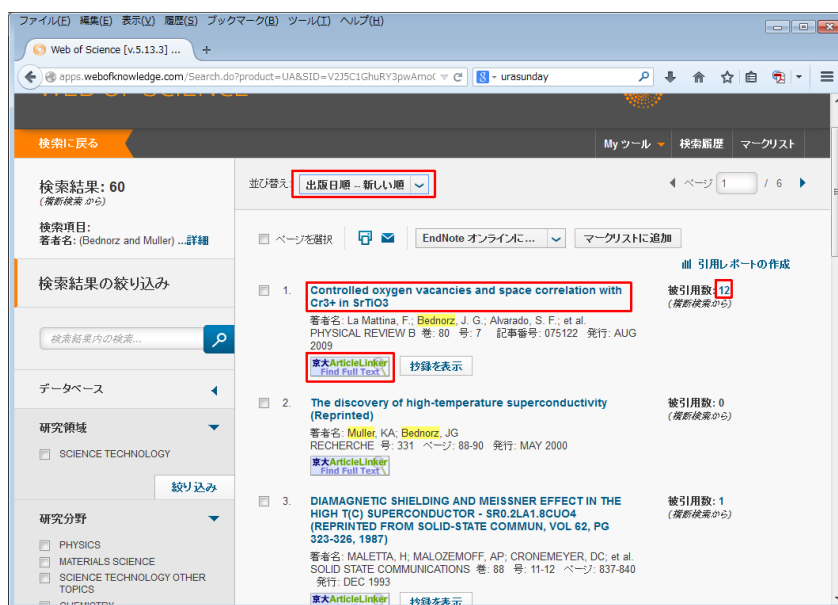 ファイル(F) 編集(E) 表示(V) 履歴(S) ブックマーク(B) ツール(T) ヘルプ(H)
Web of Science [v.5.13.3] ... +
apps.webofknowledge.com/Search.do?product=UA&SID=V2J5C1GhuRY3pwAmo
urasunday
WEB OF SCIENCE
検索に戻る
My ツール 検索履歴 マークリスト
検索結果: 60
(横断検索 から)
検索項目:
著者名: (Bednorz and Muller) ...詳細
検索結果の絞り込み
検索結果内の検索...
データベース
研究領域
SCIENCE TECHNOLOGY
絞り込み
研究分野
PHYSICS
MATERIALS SCIENCE
SCIENCE TECHNOLOGY OTHER
TOPICS
CHEMISTRY
並び替え: 出版日順 -- 新しい順
ページ 1 / 6
ページを選択 EndNote オンラインに... マークリストに追加
引用レポートの作成
1. Controlled oxygen vacancies and space correlation with
Cr3+ in SrTiO3
著者名: La Mattina, F.; Bednorz, J. G.; Alvarado, S. F.; et al.
PHYSICAL REVIEW B 巻: 80 号: 7 記事番号: 075122 発行: AUG
2009
京大ArticleLinker
Find Full Text
抄録を表示
被引用数: 12
(横断検索から)
2. The discovery of high-temperature superconductivity
(Reprinted)
著者名: Muller, KA; Bednorz, JG
RECHERCHE 号: 331 ページ: 88-90 発行: MAY 2000
京大ArticleLinker
Find Full Text
被引用数: 0
(横断検索から)
3. DIAMAGNETIC SHIELDING AND MEISSNER EFFECT IN THE
HIGH T(C) SUPERCONDUCTOR - SR0.2LA1.8CUO4
(REPRINTED FROM SOLID-STATE COMMUN, VOL 62, PG
323-326, 1987)
著者名: MALETTA, H; MALOZEMOFF, AP; CRONEMEYER, DC; et al.
SOLID STATE COMMUNICATIONS 巻: 88 号: 11-12 ページ: 837-840
発行: DEC 1993
京大ArticleLinker
抄録を表示
被引用数: 1
(横断検索から)